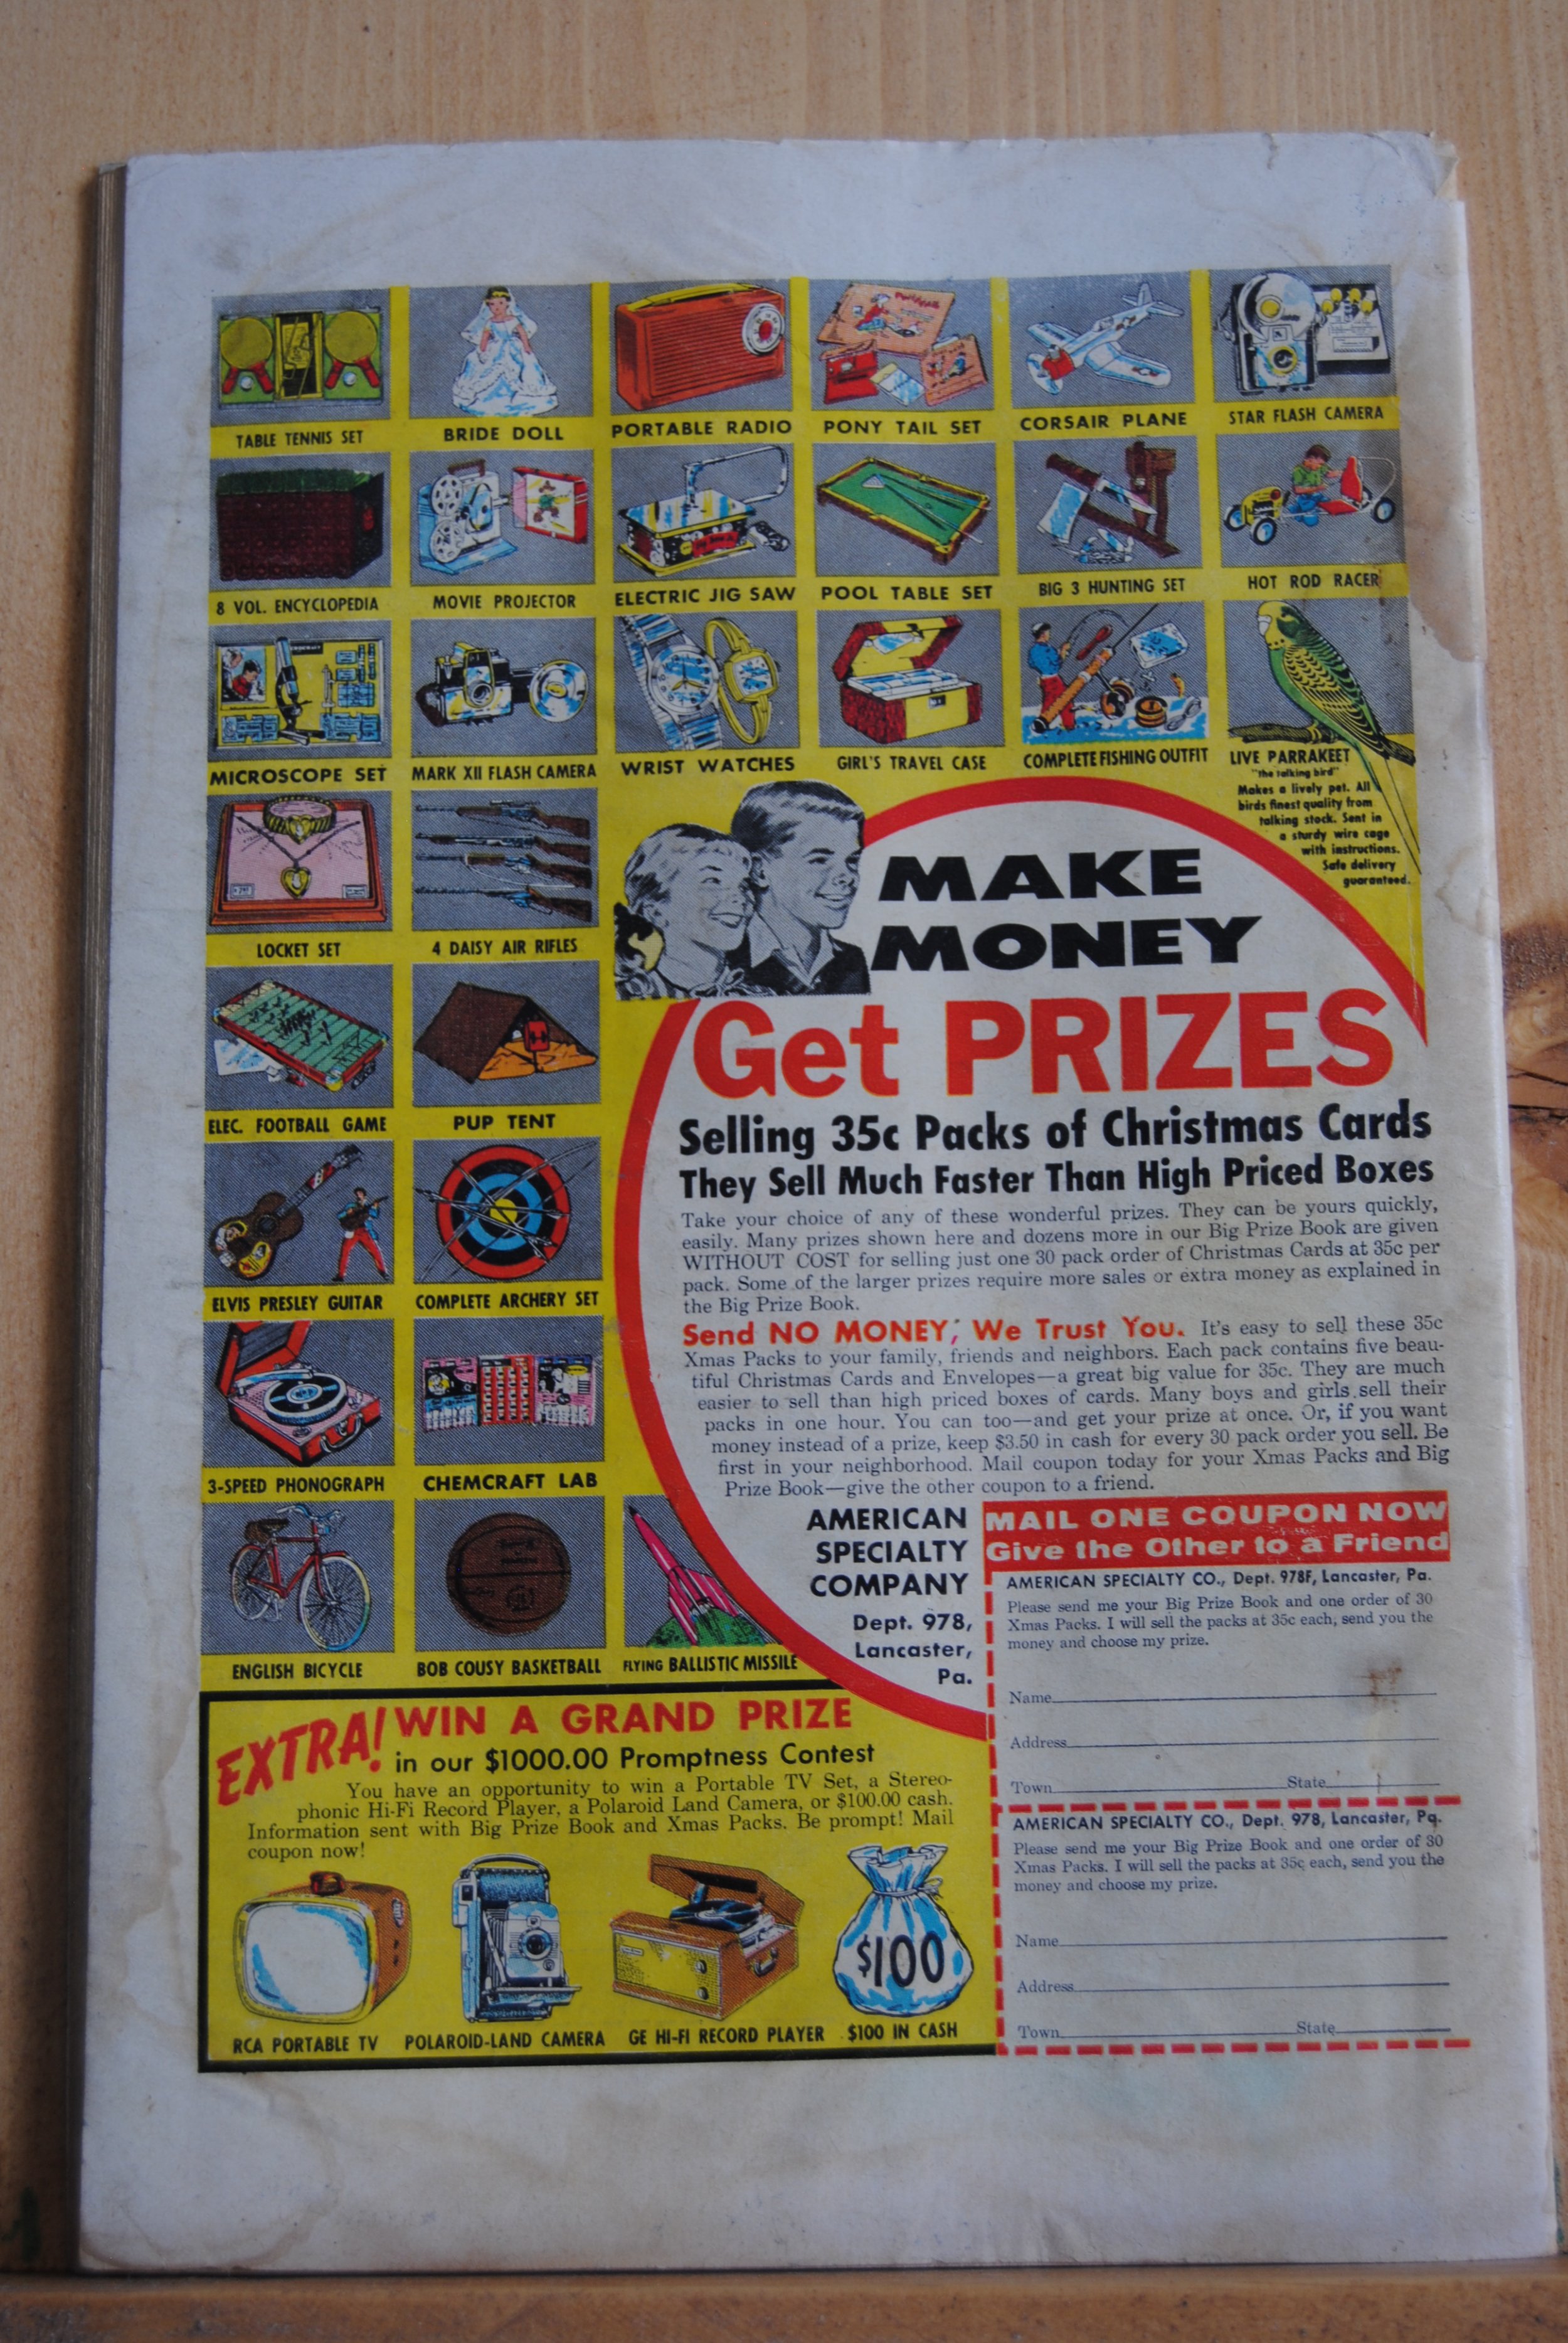 TABLE TENNIS SET
BRIDE DOLL
PORTABLE RADIO
PONY TAIL SET
CORSAIR PLANE
STAR FLASH CAMERA
8 VOL. ENCYCLOPEDIA
MOVIE PROJECTOR
ELECTRIC JIG SAW
POOL TABLE SET
BIG 3 HUNTING SET
HOT ROD RACER
MICROSCOPE SET
MARK XII FLASH CAMERA
WRIST WATCHES
GIRL'S TRAVEL CASE
COMPLETE FISHING OUTFIT
LIVE PARRAKEET
"the talking bird"
Makes a lively pet. All
birds finest quality from
talking stock. Sent in
a sturdy wire cage
with instructions.
Safe delivery
guaranteed.
LOCKET SET
4 DAISY AIR RIFLES
ELEC. FOOTBALL GAME
PUP TENT
ELVIS PRESLEY GUITAR
COMPLETE ARCHERY SET
3-SPEED PHONOGRAPH
CHEMCRAFT LAB
ENGLISH BICYCLE
BOB COUSY BASKETBALL
FLYING BALLISTIC MISSILE
MAKE
MONEY
Get PRIZES
Selling 35c Packs of Christmas Cards
They Sell Much Faster Than High Priced Boxes
Take your choice of any of these wonderful prizes. They can be yours quickly,
easily. Many prizes shown here and dozens more in our Big Prize Book are given
WITHOUT COST for selling just one 30 pack order of Christmas Cards at 35c per
pack. Some of the larger prizes require more sales or extra money as explained in
the Big Prize Book.
Send NO MONEY; We Trust You. It's easy to sell these 35c
Xmas Packs to your family, friends and neighbors. Each pack contains five beau-
tiful Christmas Cards and Envelopes—a great big value for 35c. They are much
easier to sell than high priced boxes of cards. Many boys and girls sell their
packs in one hour. You can too—and get your prize at once. Or, if you want
money instead of a prize, keep $3.50 in cash for every 30 pack order you sell. Be
first in your neighborhood. Mail coupon today for your Xmas Packs and Big
Prize Book—give the other coupon to a friend.
AMERICAN
SPECIALTY
COMPANY
Dept. 978,
Lancaster,
Pa.
MAIL ONE COUPON NOW
Give the Other to a Friend
AMERICAN SPECIALTY CO., Dept. 978F, Lancaster, Pa.
Please send me your Big Prize Book and one order of 30
Xmas Packs. I will sell the packs at 35c each, send you the
money and choose my prize.
Name
Address
Town State
AMERICAN SPECIALTY CO., Dept. 978, Lancaster, Pa.
Please send me your Big Prize Book and one order of 30
Xmas Packs. I will sell the packs at 35c each, send you the
money and choose my prize.
Name
Address
Town State
EXTRA! WIN A GRAND PRIZE
in our $1000.00 Promptness Contest
You have an opportunity to win a Portable TV Set, a Stereo-
phonic Hi-Fi Record Player, a Polaroid Land Camera, or $100.00 cash.
Information sent with Big Prize Book and Xmas Packs. Be prompt! Mail
coupon now!
$100
RCA PORTABLE TV
POLAROID-LAND CAMERA
GE HI-FI RECORD PLAYER
$100 IN CASH